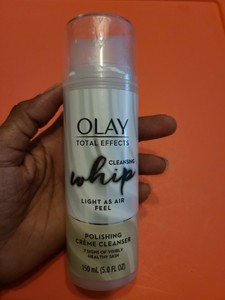 OLAY
TOTAL EFFECTS
CLEANSING
whip
LIGHT AS AIR
FEEL
POLISHING
CRÈME CLEANSER
7 SIGNS OF VISIBLY
HEALTHY SKIN
150 mL (5.0 FL OZ)